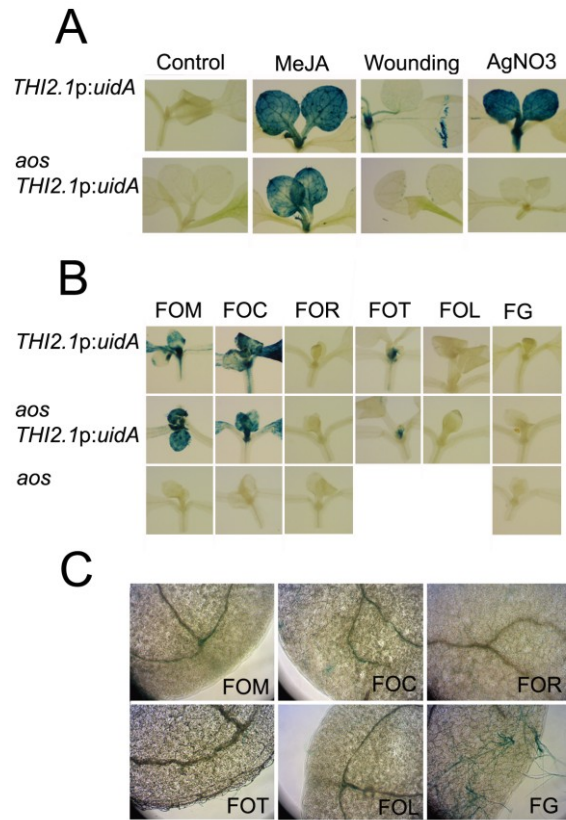 A
Control MeJA Wounding AgNO3
THI2.1p:uidA
aos
THI2.1p:uidA
B
FOM FOC FOR FOT FOL FG
THI2.1p:uidA
aos
THI2.1p:uidA
aos
C
FOM FOC FOR
FOT FOL FG